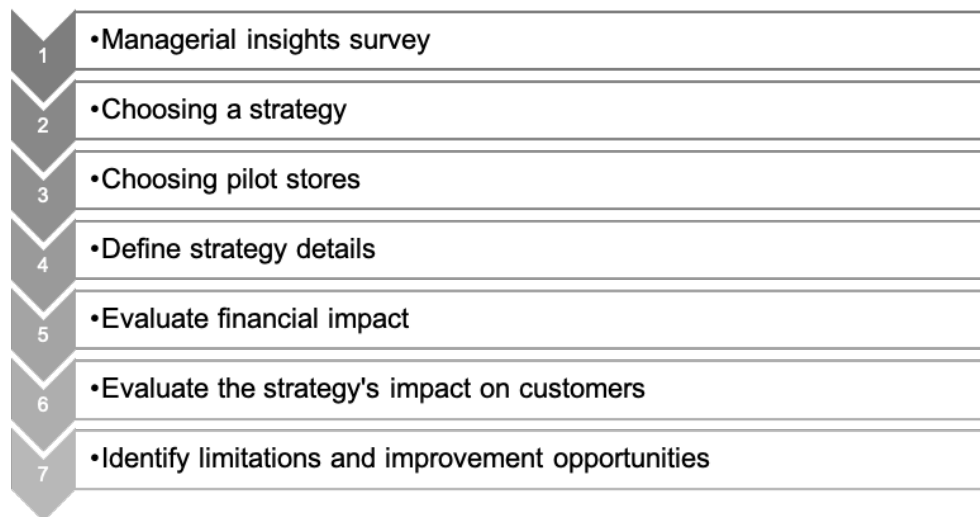 1 •Managerial insights survey
2 •Choosing a strategy
3 •Choosing pilot stores
4 •Define strategy details
5 •Evaluate financial impact
6 •Evaluate the strategy's impact on customers
7 •Identify limitations and improvement opportunities